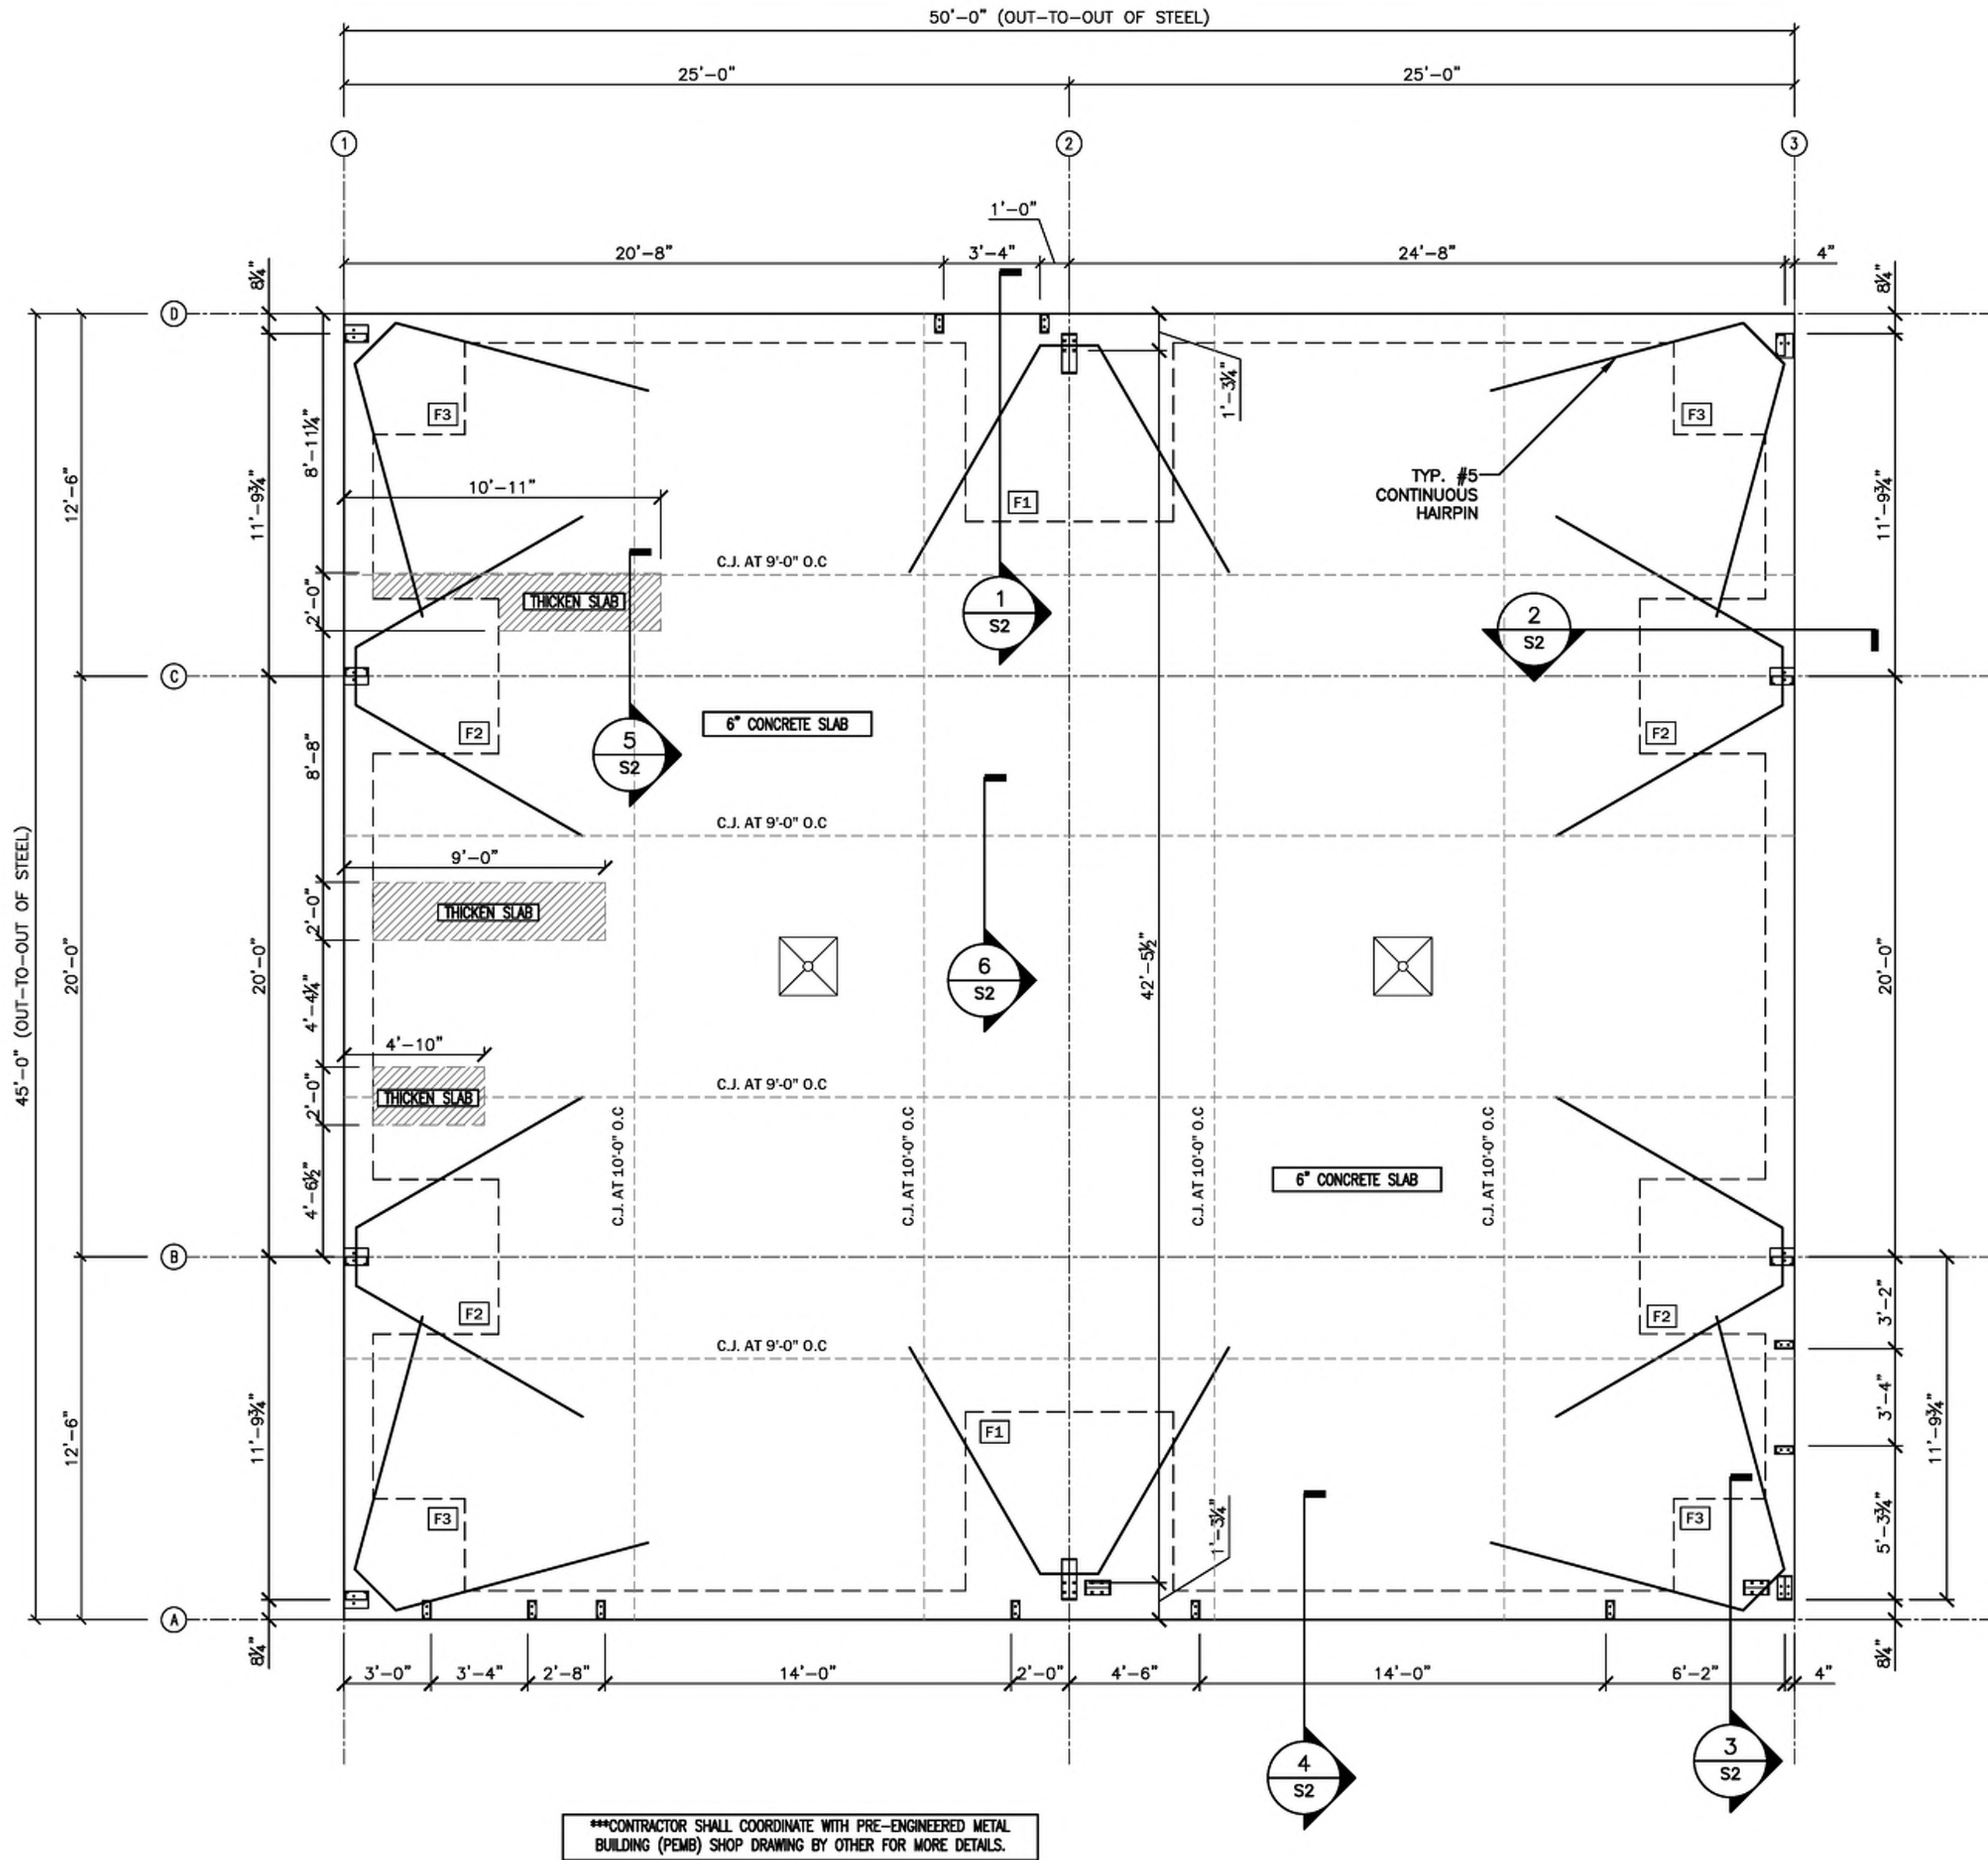 50'-0" (OUT-TO-OUT OF STEEL)
25'-0"
25'-0"
1
2
3
1'-0"
20'-8"
3'-4"
24'-8"
4"
8¼"
8¼"
D
1'-3¾"
F3
F3
8'-11¼"
12'-6"
11'-9¾"
11'-9¾"
10'-11"
TYP. #5
CONTINUOUS
HAIRPIN
F1
C.J. AT 9'-0" O.C
2'-0"
THICKEN SLAB
1
S2
2
S2
C
F2
6" CONCRETE SLAB
F2
5
S2
8'-8"
C.J. AT 9'-0" O.C
9'-0"
45'-0" (OUT-TO-OUT OF STEEL)
20'-0"
20'-0"
2'-0"
THICKEN SLAB
42'-5½"
20'-0"
6
S2
4'-4¼"
4'-10"
2'-0"
THICKEN SLAB
C.J. AT 9'-0" O.C
C.J. AT 10'-0" O.C
C.J. AT 10'-0" O.C
C.J. AT 10'-0" O.C
C.J. AT 10'-0" O.C
4'-6½"
6" CONCRETE SLAB
B
F2
F2
3'-2"
C.J. AT 9'-0" O.C
3'-4"
12'-6"
11'-9¾"
11'-9¾"
F1
F3
F3
1'-3¾"
5'-3¾"
A
8¼"
8¼"
3'-0"
3'-4"
2'-8"
14'-0"
2'-0"
4'-6"
14'-0"
6'-2"
4"
4
S2
3
S2
***CONTRACTOR SHALL COORDINATE WITH PRE-ENGINEERED METAL
BUILDING (PEMB) SHOP DRAWING BY OTHER FOR MORE DETAILS.